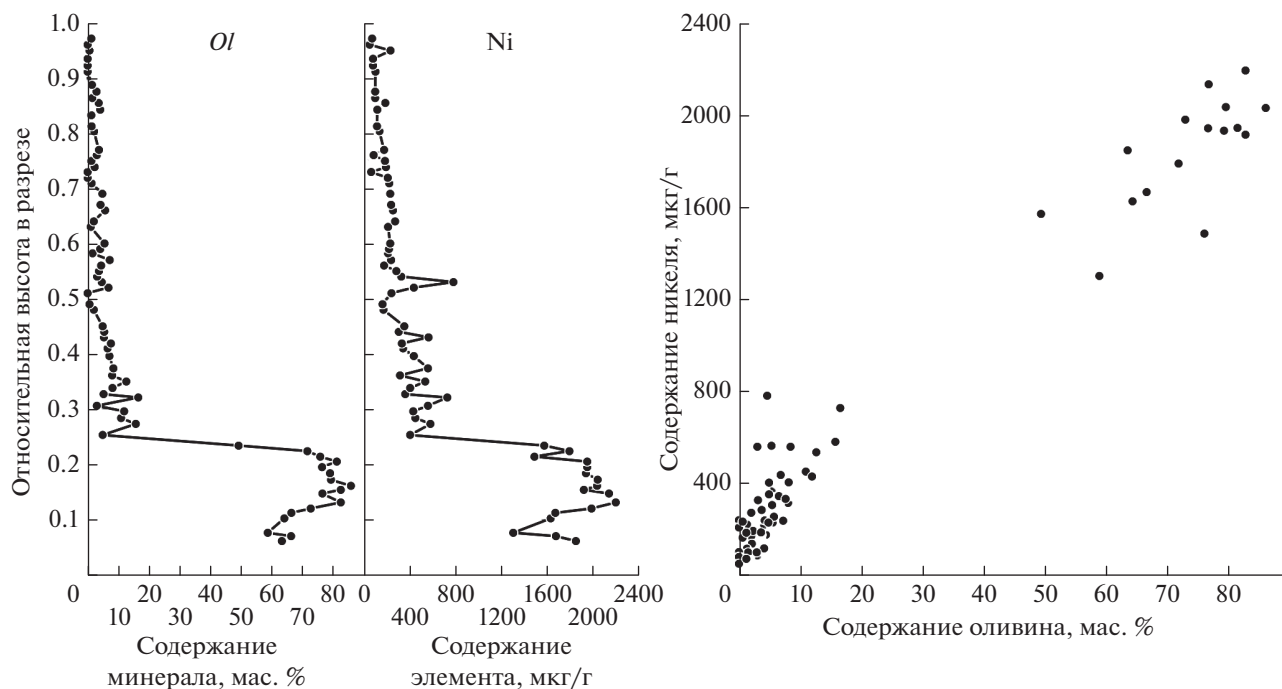 Ol
Ni
Относительная высота в разрезе
1.0
0.9
0.8
0.7
0.6
0.5
0.4
0.3
0.2
0.1
0 20 40 60 80
10 30 50 70
Содержание
минерала, мас. %
0 800 1600 2400
400 1200 2000
Содержание
элемента, мкг/г
Содержание никеля, мкг/г
2400
2000
1600
1200
800
400
0 10 20 30 40 50 60 70 80
Содержание оливина, мас. %